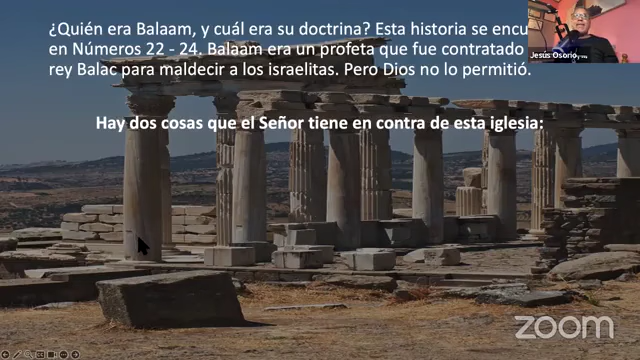 ¿Quién era Balaam, y cuál era su doctrina? Esta historia se
en Números 22 - 24. Balaam era un profeta que fue contratado
rey Balac para maldecir a los israelitas. Pero Dios no lo permitió.
Hay dos cosas que el Señor tiene en contra de esta iglesia:
Jesús Osorio
zoom